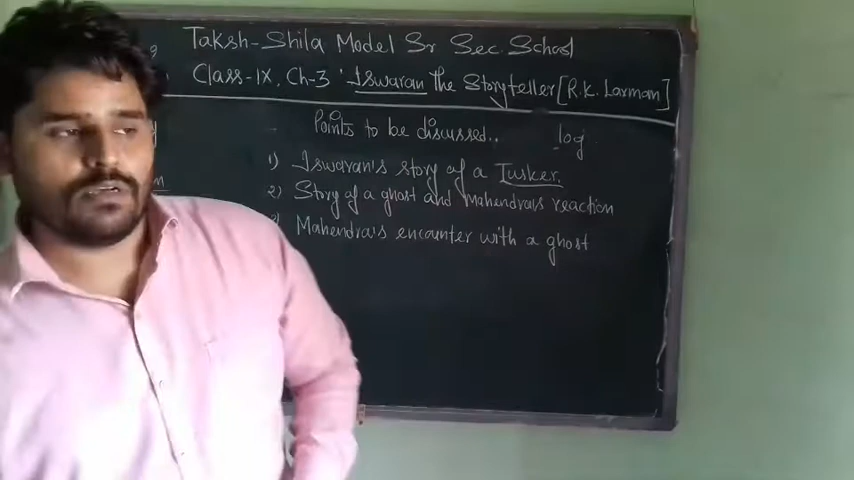 Taksh-Shila Model Sr Sec School
Class-IX, Ch-3 'Iswaran the Storyteller [R.K. Laxman]
Points to be discussed.. log
1) Iswaran's story of a Tusker.
2) Story of a ghost and Mahendra's reaction
Mahendra's encounter with a ghost